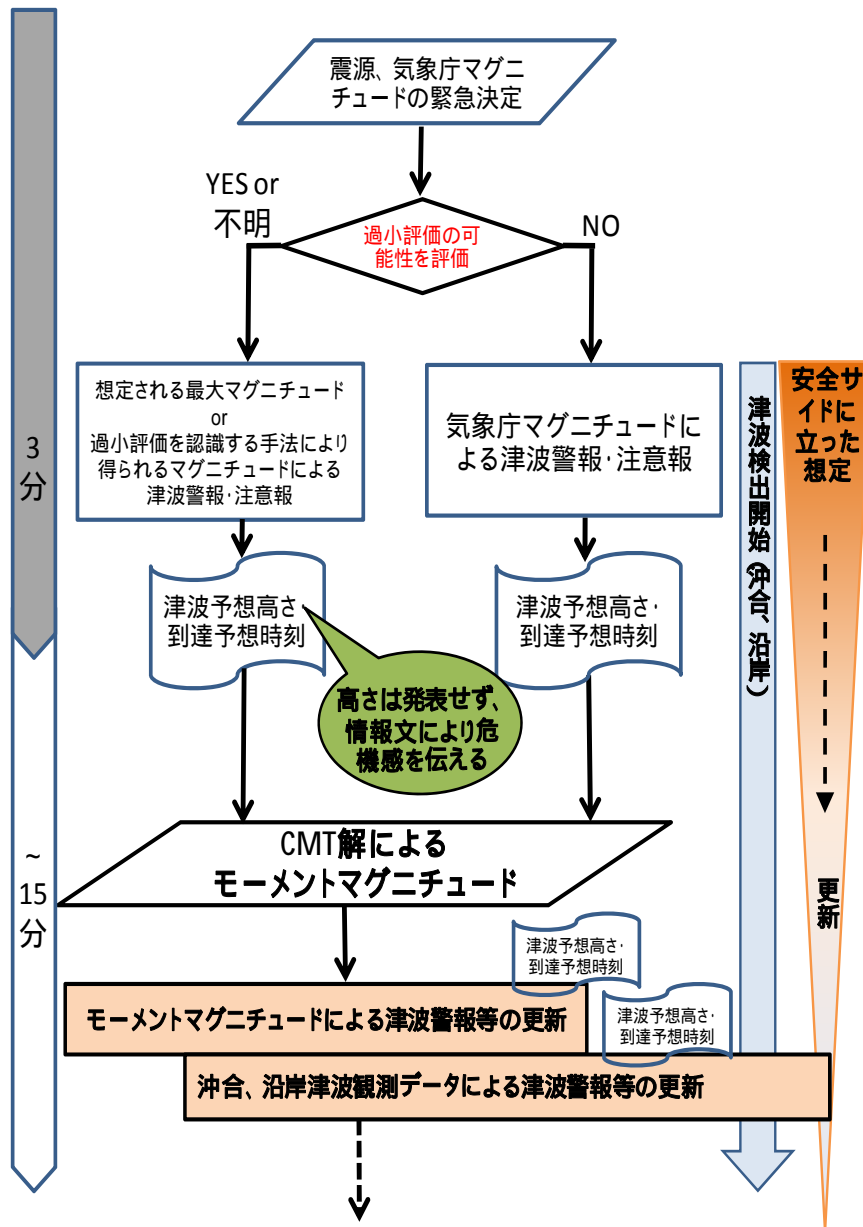 震源、気象庁マグニ
チュードの緊急決定
YES or
不明
NO
過小評価の可
能性を評価
3
分
想定される最大マグニチュード
or
過小評価を認識する手法により
得られるマグニチュードによる
津波警報・注意報
気象庁マグニチュードに
よる津波警報・注意報
津波検出開始（沖合、沿岸）
安全サ
イドに
立った
想定
津波予想高さ・
到達予想時刻
津波予想高さ・
到達予想時刻
高さは発表せず、
情報文により危
機感を伝える
CMT解による
モーメントマグニチュード
~
15
分
更新
津波予想高さ・
到達予想時刻
モーメントマグニチュードによる津波警報等の更新
津波予想高さ・
到達予想時刻
沖合、沿岸津波観測データによる津波警報等の更新